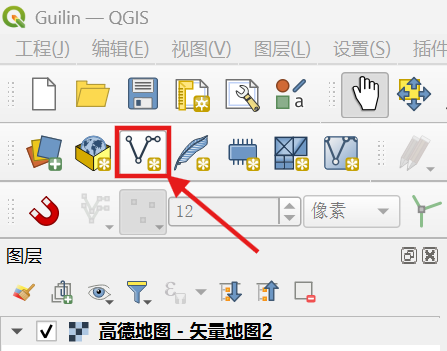 Guilin — QGIS
工程(J) 编辑(E) 视图(V) 图层(L) 设置(S) 插件
a
12 像素
图层
ε
高德地图 - 矢量地图2